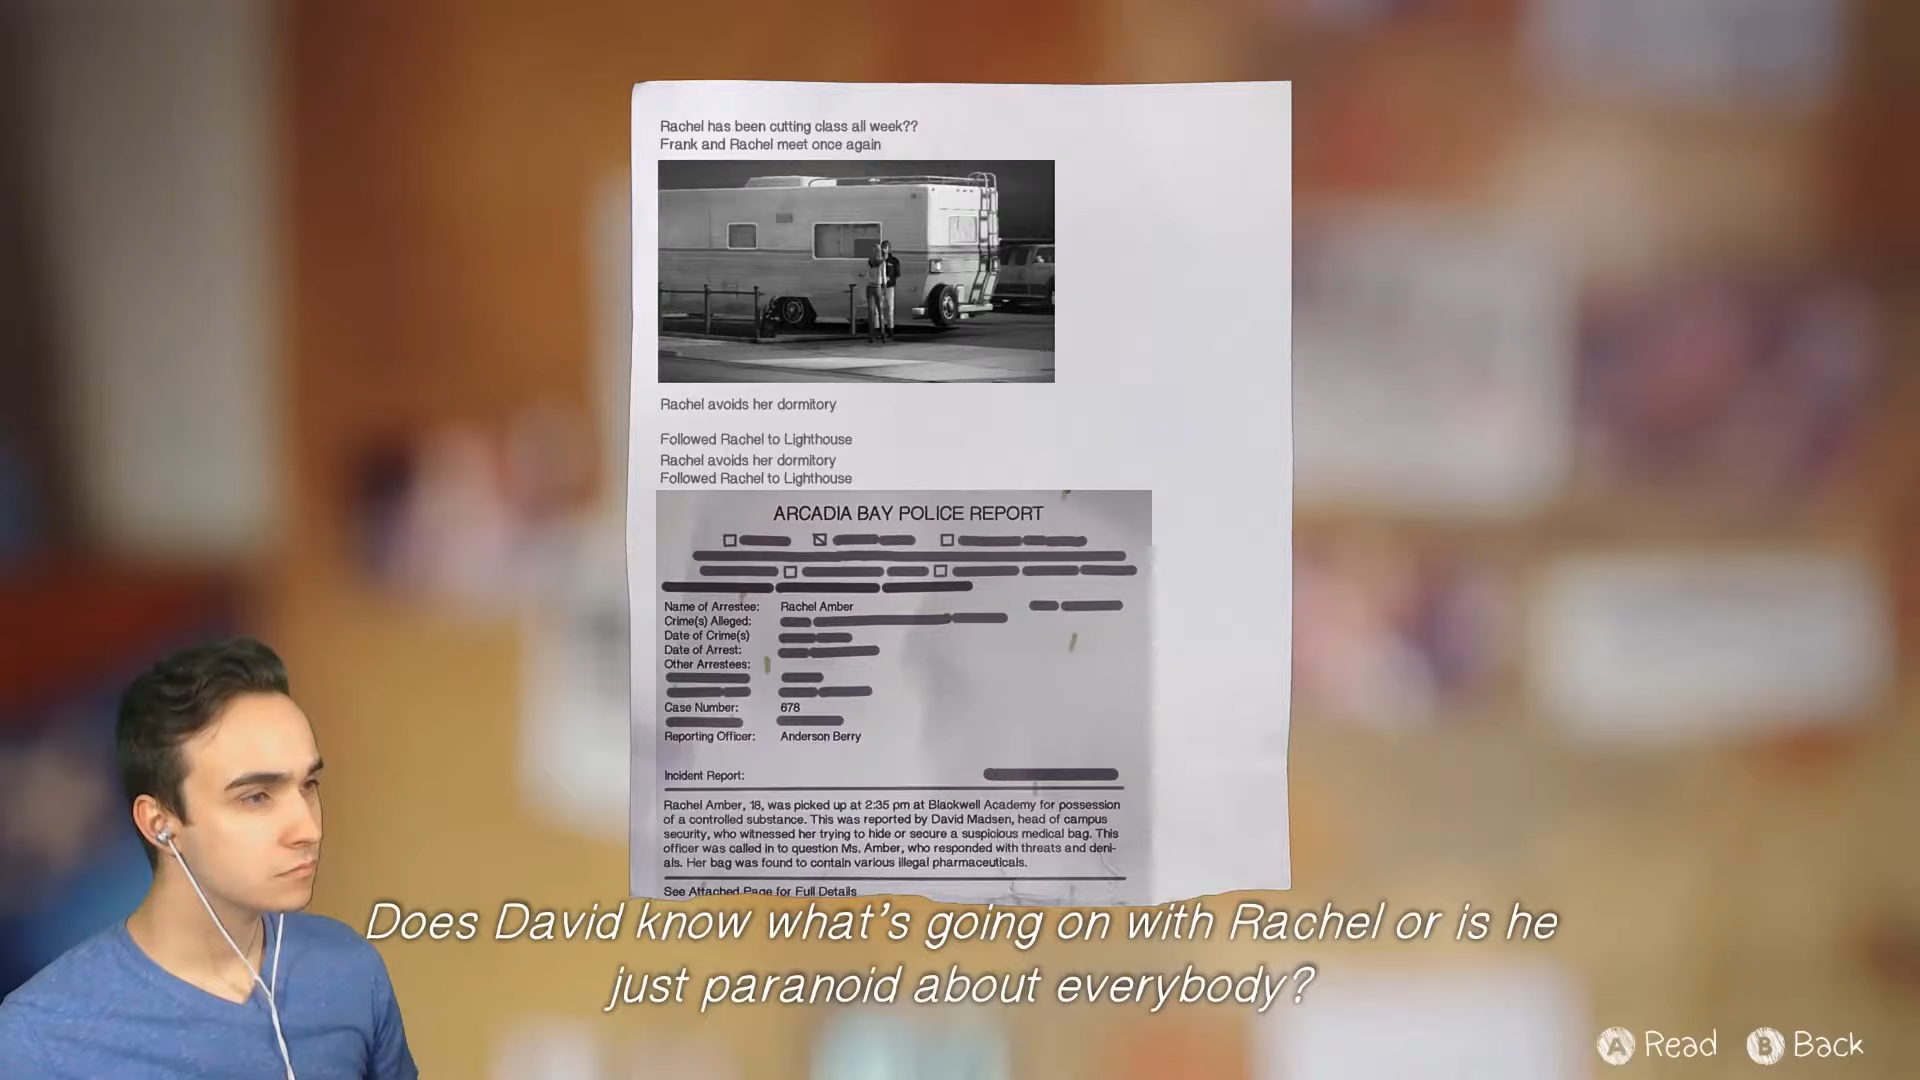 Rachel has been cutting class all week??
Frank and Rachel meet once again
Rachel avoids her dormitory
Followed Rachel to Lighthouse
Rachel avoids her dormitory
Followed Rachel to Lighthouse
ARCADIA BAY POLICE REPORT
Name of Arrestee: Rachel Amber
Crime(s) Alleged:
Date of Crime(s)
Date of Arrest:
Other Arrestees:
Case Number: 678
Reporting Officer: Anderson Berry
Incident Report:
Rachel Amber, 18, was picked up at 2:35 pm at Blackwell Academy for possession
of a controlled substance. This was reported by David Madsen, head of campus
security, who witnessed her trying to hide or secure a suspicious medical bag. This
officer was called in to question Ms. Amber, who responded with threats and deni-
als. Her bag was found to contain various illegal pharmaceuticals.
See Attached Page for Full Details
Does David know what's going on with Rachel or is he
just paranoid about everybody?
A Read B Back